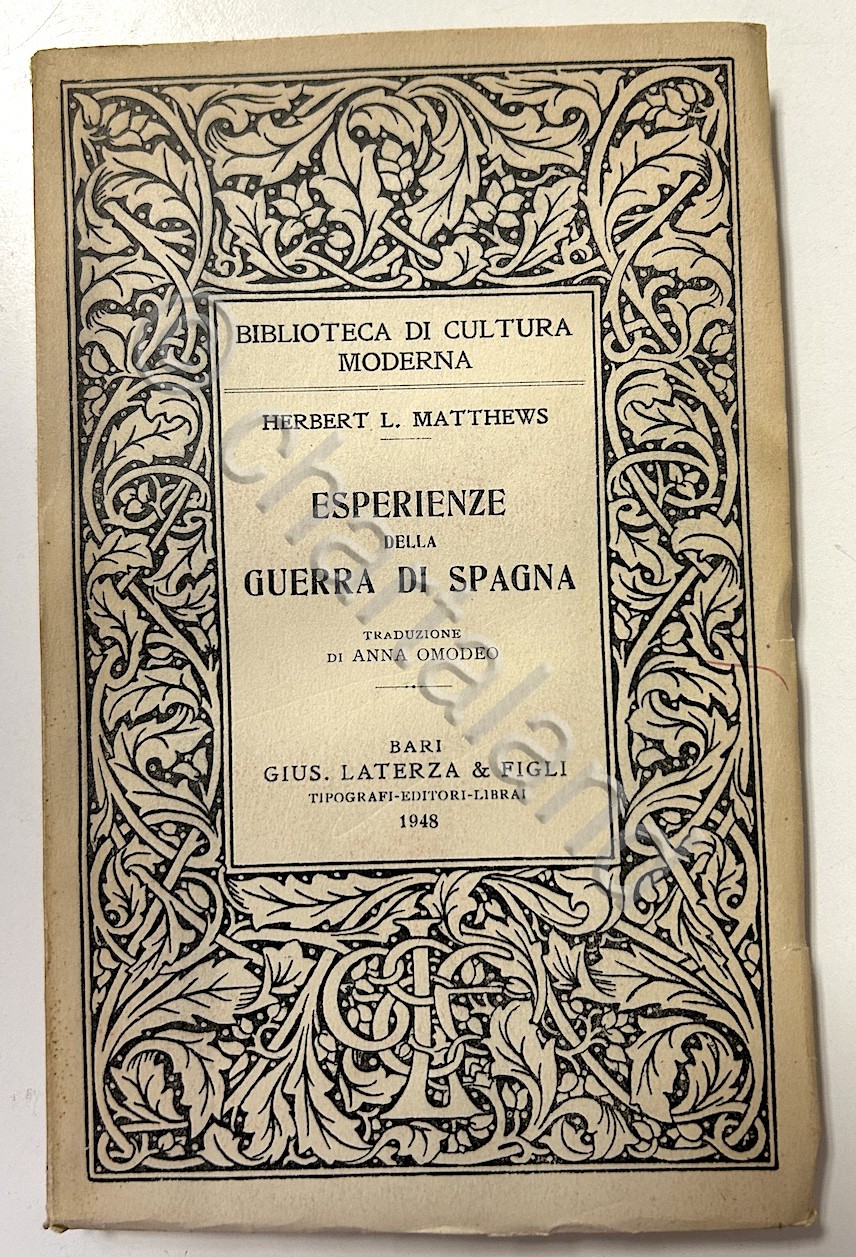 BIBLIOTECA DI CULTURA
MODERNA
HERBERT L. MATTHEWS
ESPERIENZE
DELLA
GUERRA DI SPAGNA
TRADUZIONE
DI ANNA OMODEO
BARI
GIUS. LATERZA & FIGLI
TIPOGRAFI-EDITORI-LIBRAI
1948